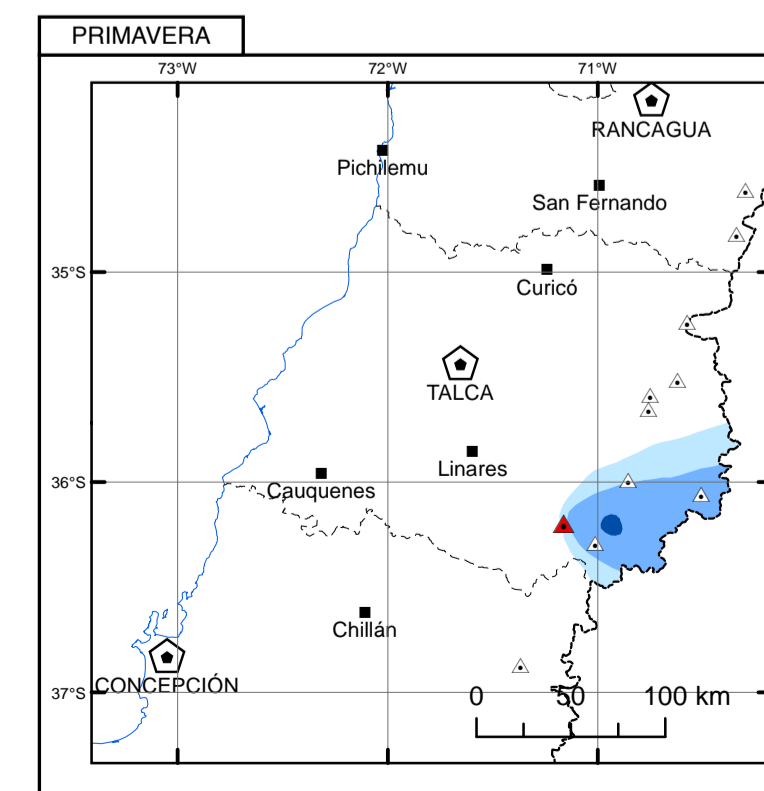 PRIMAVERA
73°W 72°W 71°W
RANCAGUA
Pichilemu
San Fernando
35°S
Curicó
TALCA
Linares
36°S
Cauquenes
Chillán
CONCEPCIÓN
37°S
0 50 100 km